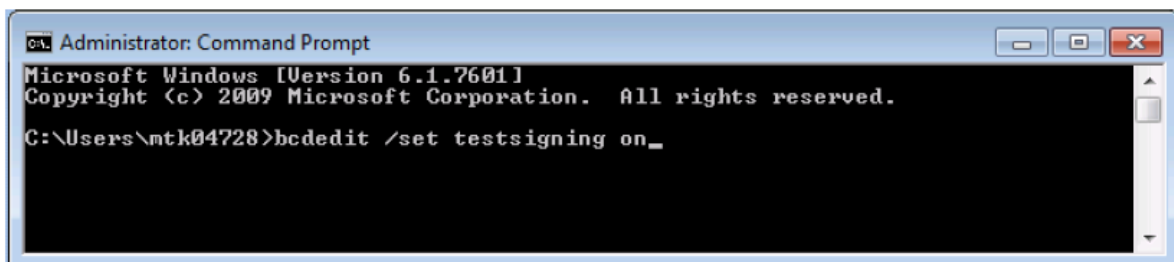 Administrator: Command Prompt
Microsoft Windows [Version 6.1.7601]
Copyright (c) 2009 Microsoft Corporation.  All rights reserved.
C:\Users\mtk04728>bcdedit /set testsigning on_